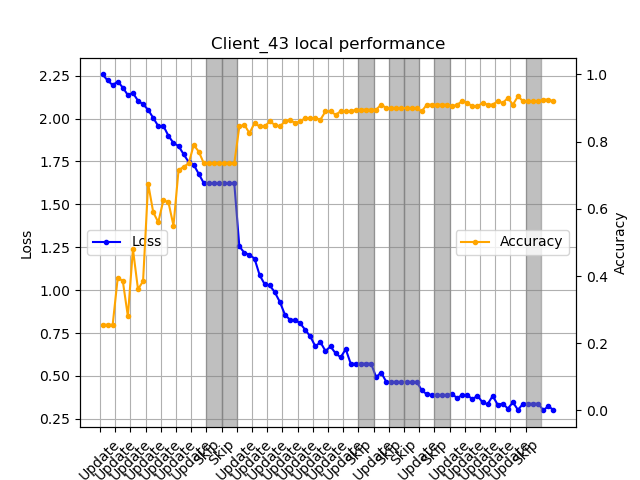 Client_43 local performance
2.25
2.00
1.75
1.50
1.25
1.00
0.75
0.50
0.25
Loss
Loss
Accuracy
1.0
0.8
0.6
0.4
0.2
0.0
Accuracy
Update
Update
Update
Update
Update
Update
Update
Skip
Skip
Update
Update
Update
Update
Update
Update
Update
Update
Skip
Update
Skip
Skip
Update
Skip
Update
Update
Update
Update
Update
Skip